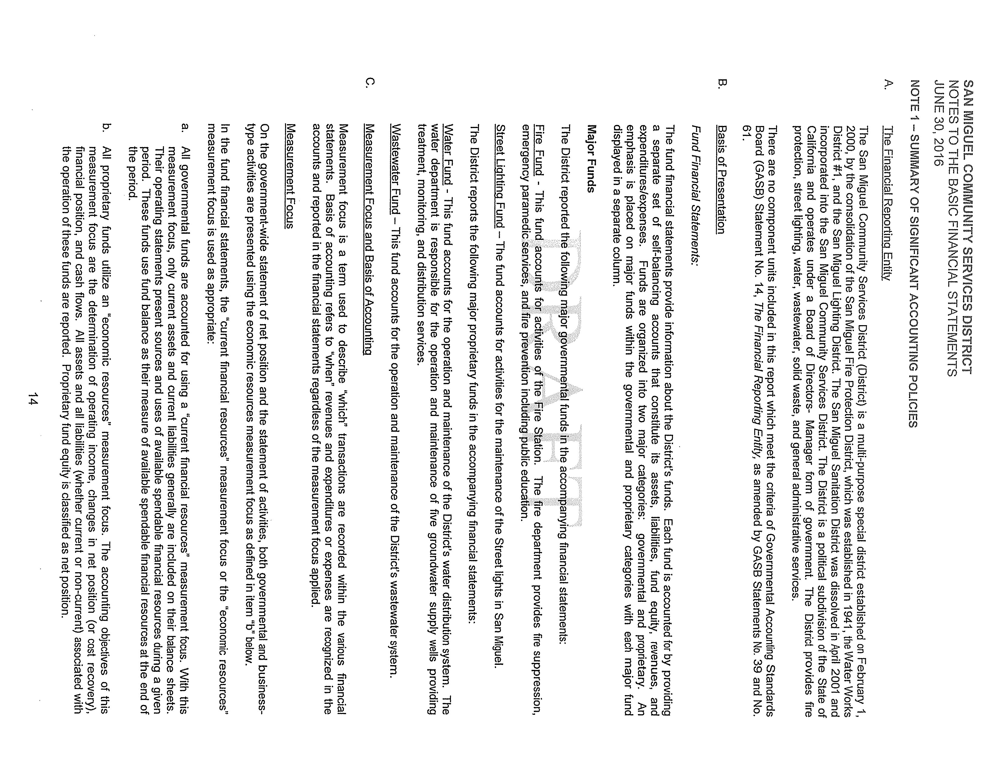 SAN MIGUEL COMMUNITY SERVICES DISTRICT
NOTES TO THE BASIC FINANCIAL STATEMENTS
JUNE 30, 2016
NOTE 1 – SUMMARY OF SIGNIFICANT ACCOUNTING POLICIES
A. The Financial Reporting Entity
The San Miguel Community Services District (District) is a multi-purpose special district established on February 1,
2000, by the consolidation of the San Miguel Fire Protection District, which was established in 1941, the Water Works
District #1, and the San Miguel Lighting District. The San Miguel Sanitation District was dissolved in April 2001 and
incorporated into the San Miguel Community Services District. The District is a political subdivision of the State of
California and operates under a Board of Directors- Manager form of government. The District provides fire
protection, street lighting, water, wastewater, solid waste, and general administrative services.
There are no component units included in this report which meet the criteria of Governmental Accounting Standards
Board (GASB) Statement No. 14, The Financial Reporting Entity, as amended by GASB Statements No. 39 and No.
61.
B. Basis of Presentation
Fund Financial Statements:
The fund financial statements provide information about the District's funds. Each fund is accounted for by providing
a separate set of self-balancing accounts that constitute its assets, liabilities, fund equity, revenues, and
expenditures/expenses. Funds are organized into two major categories: governmental and proprietary. An
emphasis is placed on major funds within the governmental and proprietary categories with each major fund
displayed in a separate column.
Major Funds
The District reported the following major governmental funds in the accompanying financial statements:
DRAFT
Fire Fund - This fund accounts for activities of the Fire Station. The fire department provides fire suppression,
emergency paramedic services, and fire prevention including public education.
Street Lighting Fund – The fund accounts for activities for the maintenance of the Street lights in San Miguel.
The District reports the following major proprietary funds in the accompanying financial statements:
Water Fund - This fund accounts for the operation and maintenance of the District's water distribution system. The
water department is responsible for the operation and maintenance of five groundwater supply wells providing
treatment, monitoring, and distribution services.
Wastewater Fund – This fund accounts for the operation and maintenance of the District's wastewater system.
C. Measurement Focus and Basis of Accounting
Measurement focus is a term used to describe "which" transactions are recorded within the various financial
statements. Basis of accounting refers to "when" revenues and expenditures or expenses are recognized in the
accounts and reported in the financial statements regardless of the measurement focus applied.
Measurement Focus
On the government-wide statement of net position and the statement of activities, both governmental and business-
type activities are presented using the economic resources measurement focus as defined in item "b" below.
In the fund financial statements, the "current financial resources" measurement focus or the "economic resources"
measurement focus is used as appropriate:
a. All governmental funds are accounted for using a "current financial resources" measurement focus. With this
measurement focus, only current assets and current liabilities generally are included on their balance sheets.
Their operating statements present sources and uses of available spendable financial resources during a given
period. These funds use fund balance as their measure of available spendable financial resources at the end of
the period.
b. All proprietary funds utilize an "economic resources" measurement focus. The accounting objectives of this
measurement focus are the determination of operating income, changes in net position (or cost recovery),
financial position, and cash flows. All assets and all liabilities (whether current or non-current) associated with
the operation of these funds are reported. Proprietary fund equity is classified as net position.
14